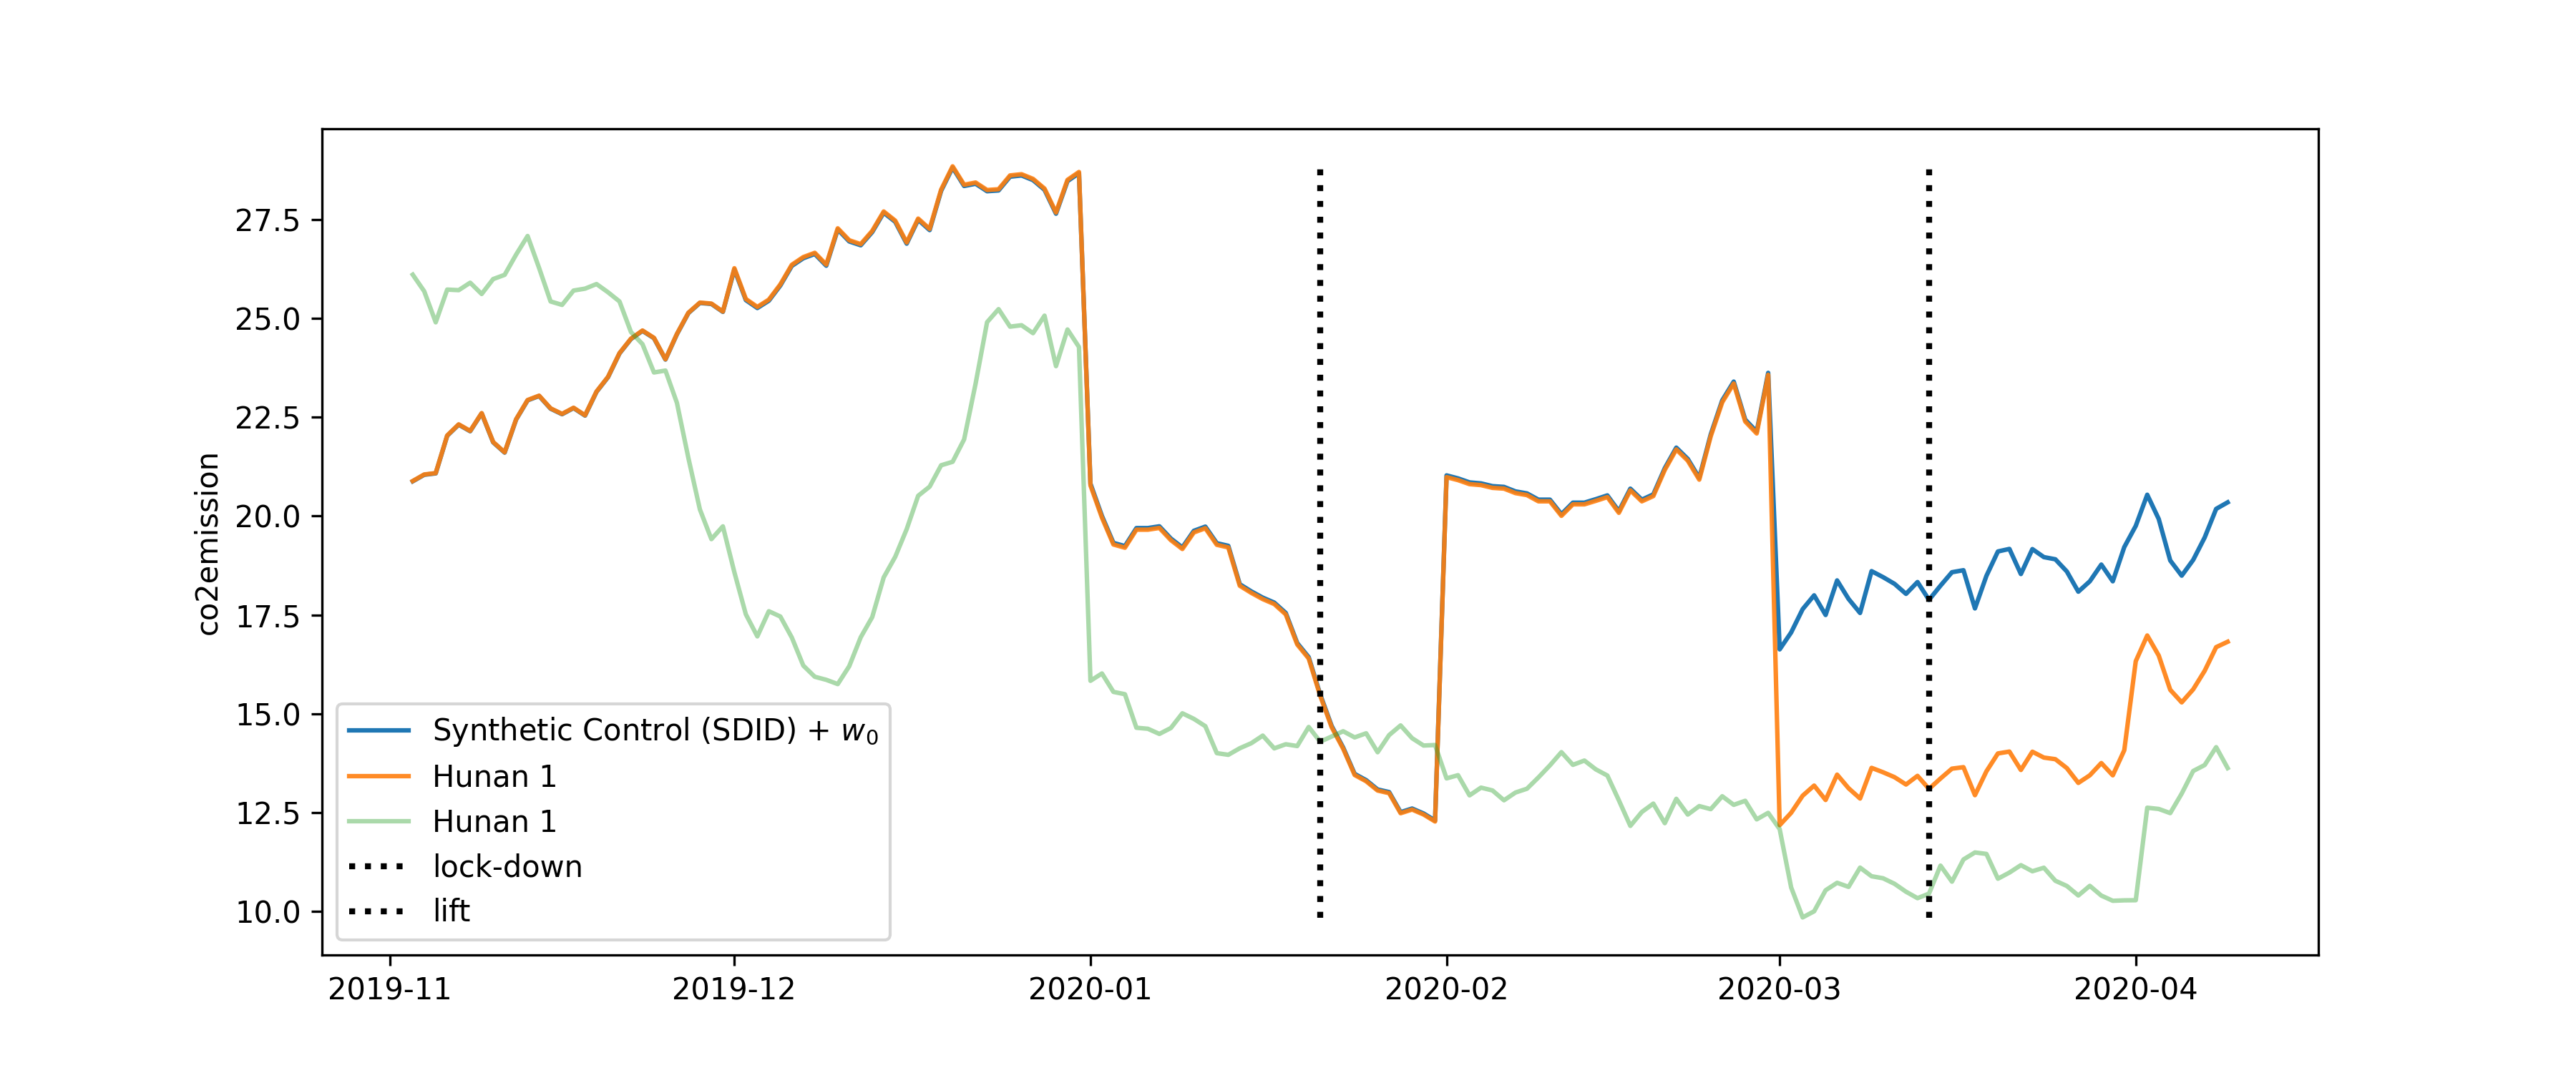 co2emission
27.5
25.0
22.5
20.0
17.5
15.0
12.5
10.0
Synthetic Control (SDID) + w₀
Hunan 1
Hunan 1
lock-down
lift
2019-11 2019-12 2020-01 2020-02 2020-03 2020-04